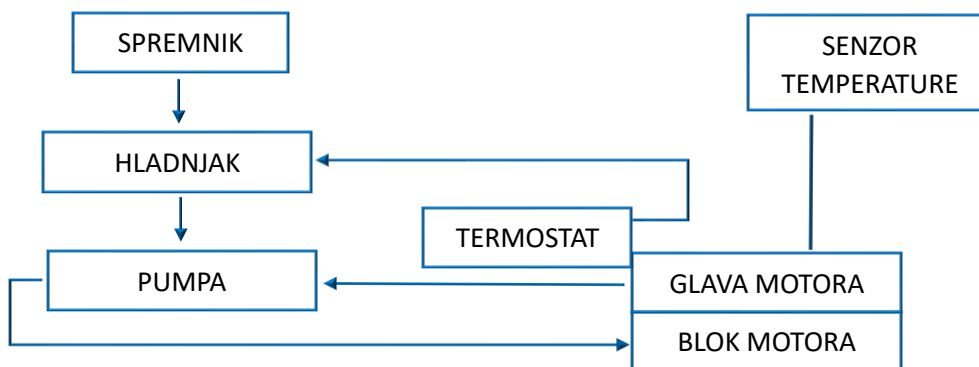 SPREMNIK
SENZOR
TEMPERATURE
HLADNJAK
TERMOSTAT
PUMPA
GLAVA MOTORA
BLOK MOTORA